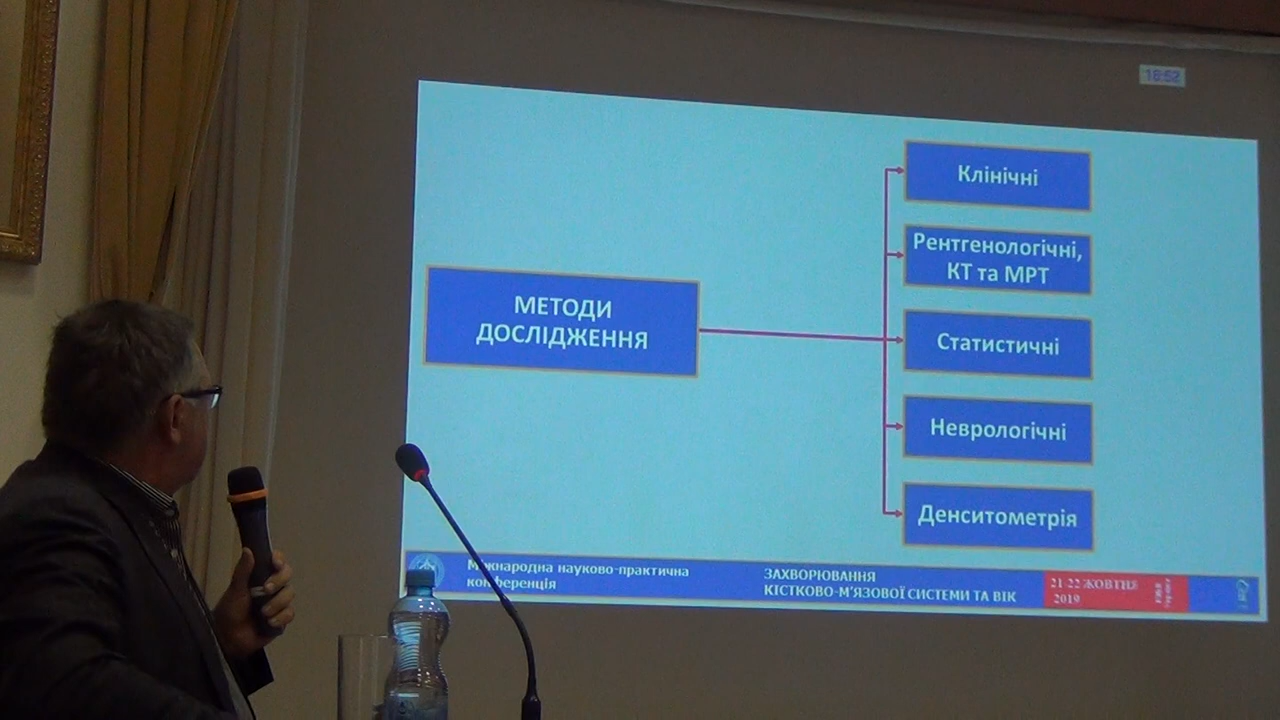 18:52
МЕТОДИ
ДОСЛІДЖЕННЯ
Клінічні
Рентгенологічні,
КТ та МРТ
Статистичні
Неврологічні
Денситометрія
Міжнародна науково-практична
конференція
ЗАХВОРЮВАННЯ
КІСТКОВО-М'ЯЗОВОЇ СИСТЕМИ ТА ВІК
21-22 ЖОВТНЯ
2019